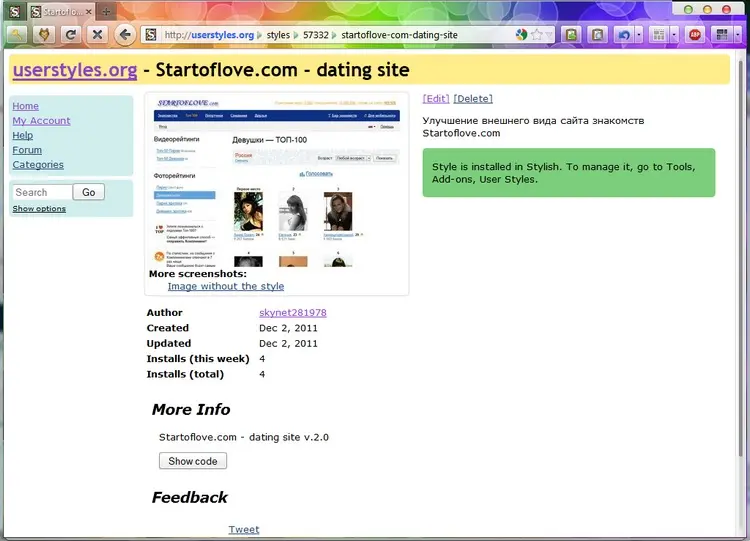 Startof...
http://userstyles.org styles 57332 startoflove-com-dating-site
userstyles.org - Startoflove.com - dating site
Home
My Account
Help
Forum
Categories
Search Go
Show options
STARTOFLOVE.com
Видеорейтинги
Девушки — ТОП-100
Россия
Фоторейтинги
Голосовать
More screenshots:
Image without the style
[Edit] [Delete]
Улучшение внешнего вида сайта знакомств
Startoflove.com
Style is installed in Stylish. To manage it, go to Tools,
Add-ons, User Styles.
Author skynet281978
Created Dec 2, 2011
Updated Dec 2, 2011
Installs (this week) 4
Installs (total) 4
More Info
Startoflove.com - dating site v.2.0
Show code
Feedback
Tweet